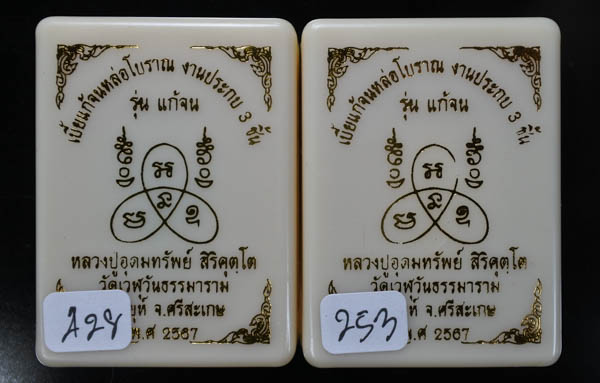 เบี้ยแก้จนหล่อโบราณ งานประกบ 3 ชิ้น
รุ่น แก้จน
หลวงปู่อุดมทรัพย์ สิริคุตฺโต
วัดเวฬุวันธรรมาราม
จ.ศรีสะเกษ
พ.ศ 2567
เบี้ยแก้จนหล่อโบราณ งานประกบ 3 ชิ้น
รุ่น แก้จน
หลวงปู่อุดมทรัพย์ สิริคุตฺโต
วัดเวฬุวันธรรมาราม
จ.ศรีสะเกษ
พ.ศ 2567
253